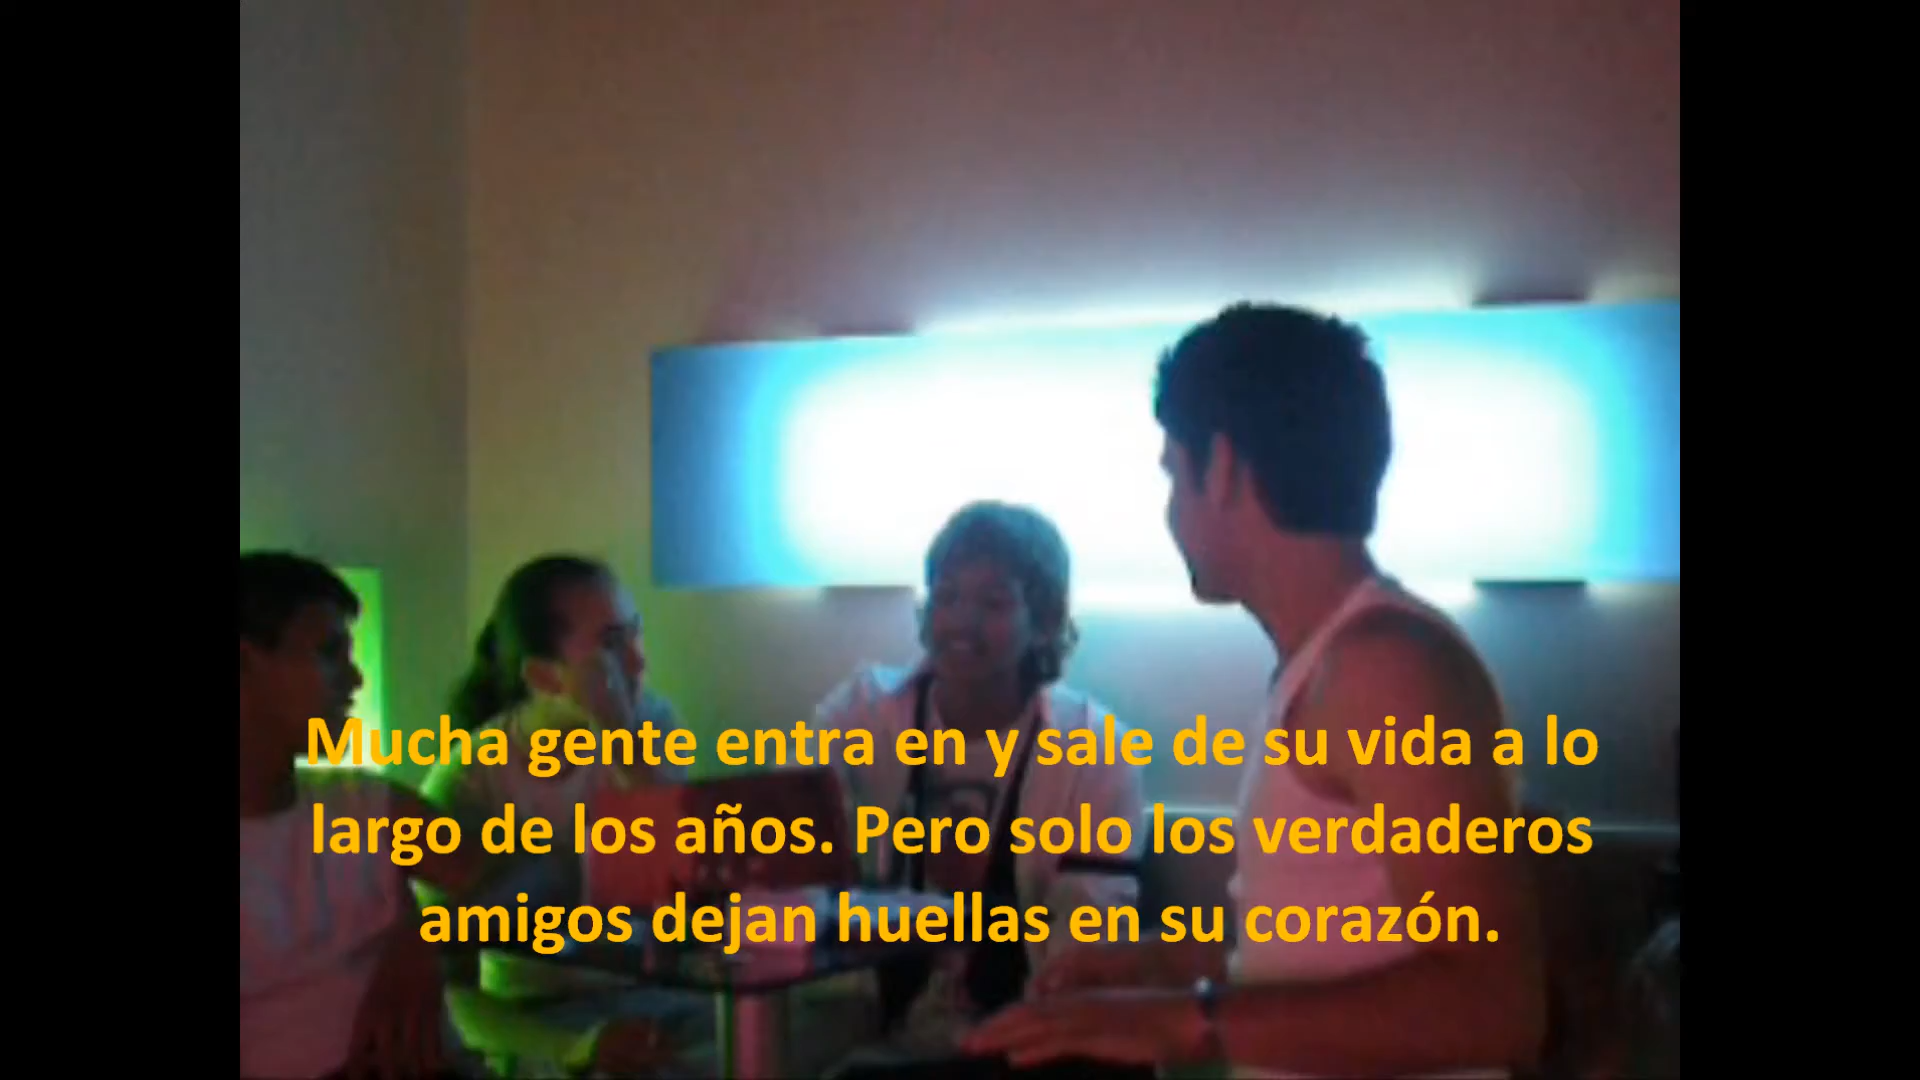 Mucha gente entra en y sale de su vida a lo
largo de los años. Pero solo los verdaderos
amigos dejan huellas en su corazón.